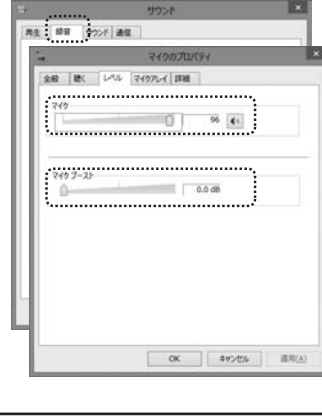 サウンド
再生 録音 サウンド 通信
マイクのプロパティ
全般 聴く レベル マイクアレイ 詳細
マイク
96
マイク ブースト
0.0 dB
OK キャンセル 適用(A)